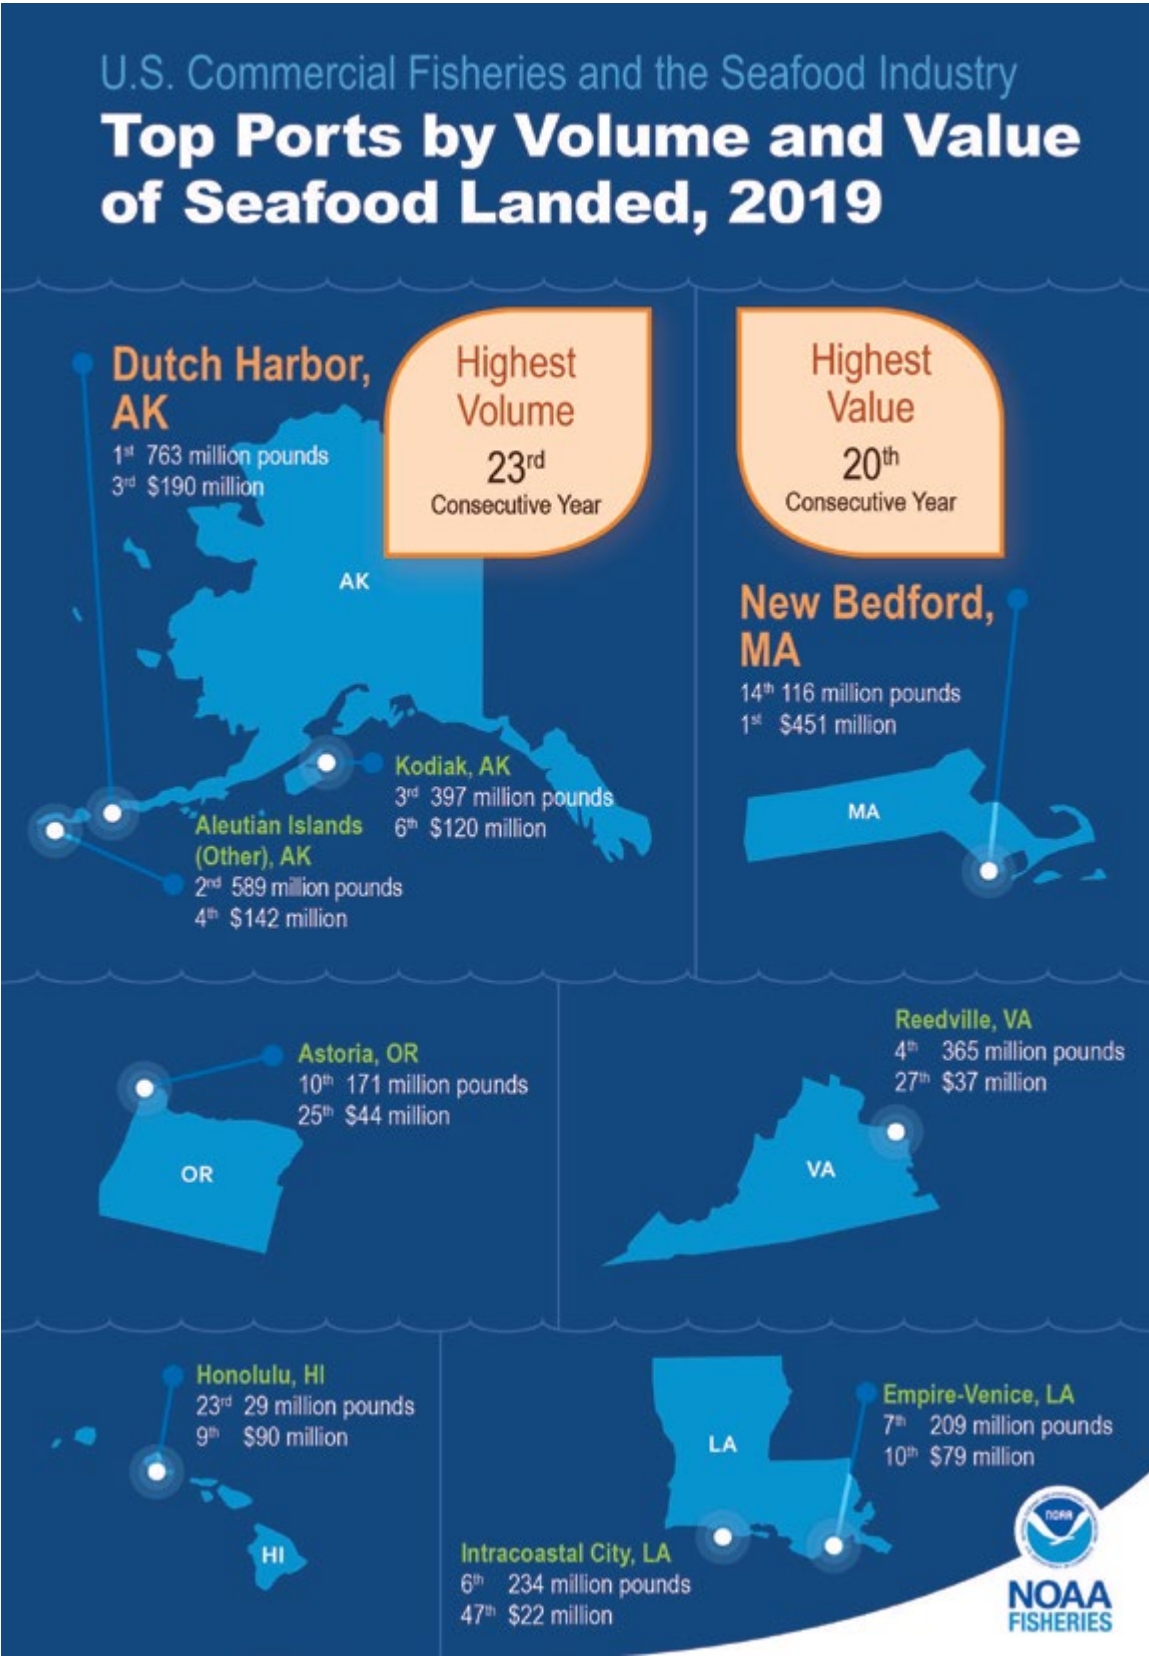 U.S. Commercial Fisheries and the Seafood Industry
Top Ports by Volume and Value
of Seafood Landed, 2019
Dutch Harbor,
AK
1st 763 million pounds
3rd $190 million
Highest
Volume
23rd
Consecutive Year
AK
Kodiak, AK
3rd 397 million pounds
6th $120 million
Aleutian Islands
(Other), AK
2nd 589 million pounds
4th $142 million
Highest
Value
20th
Consecutive Year
New Bedford,
MA
14th 116 million pounds
1st $451 million
MA
Astoria, OR
10th 171 million pounds
25th $44 million
OR
Reedville, VA
4th 365 million pounds
27th $37 million
VA
Honolulu, HI
23rd 29 million pounds
9th $90 million
HI
LA
Empire-Venice, LA
7th 209 million pounds
10th $79 million
Intracoastal City, LA
6th 234 million pounds
47th $22 million
NOAA
NOAA
FISHERIES